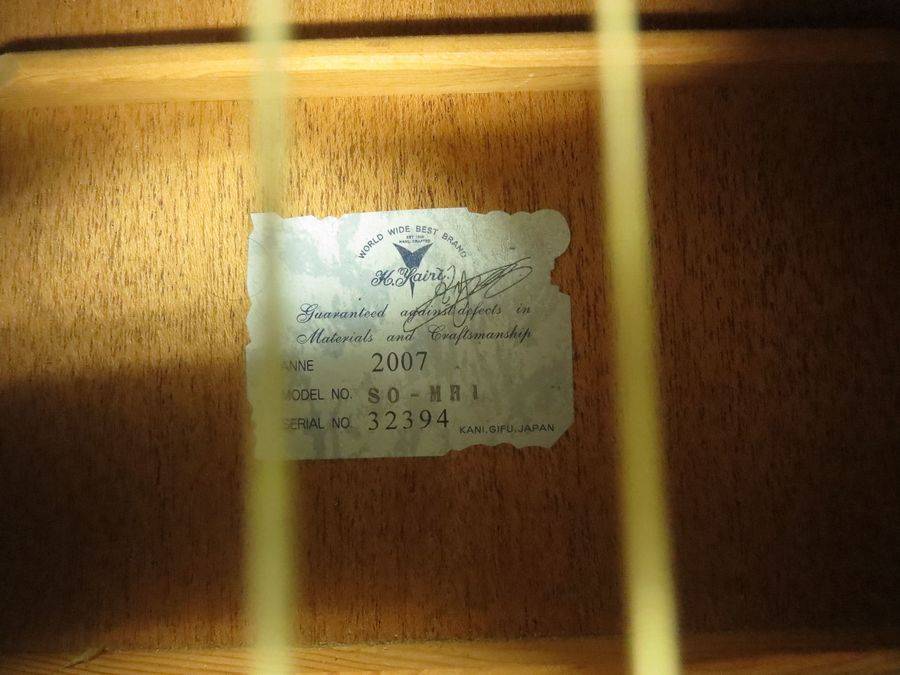 WORLD WIDE BEST BRAND
K.Yairi
Guaranteed against defects in
Materials and Craftsmanship
ANNE 2007
MODEL NO. SO-MH1
SERIAL NO. 32394 KANI, GIFU, JAPAN